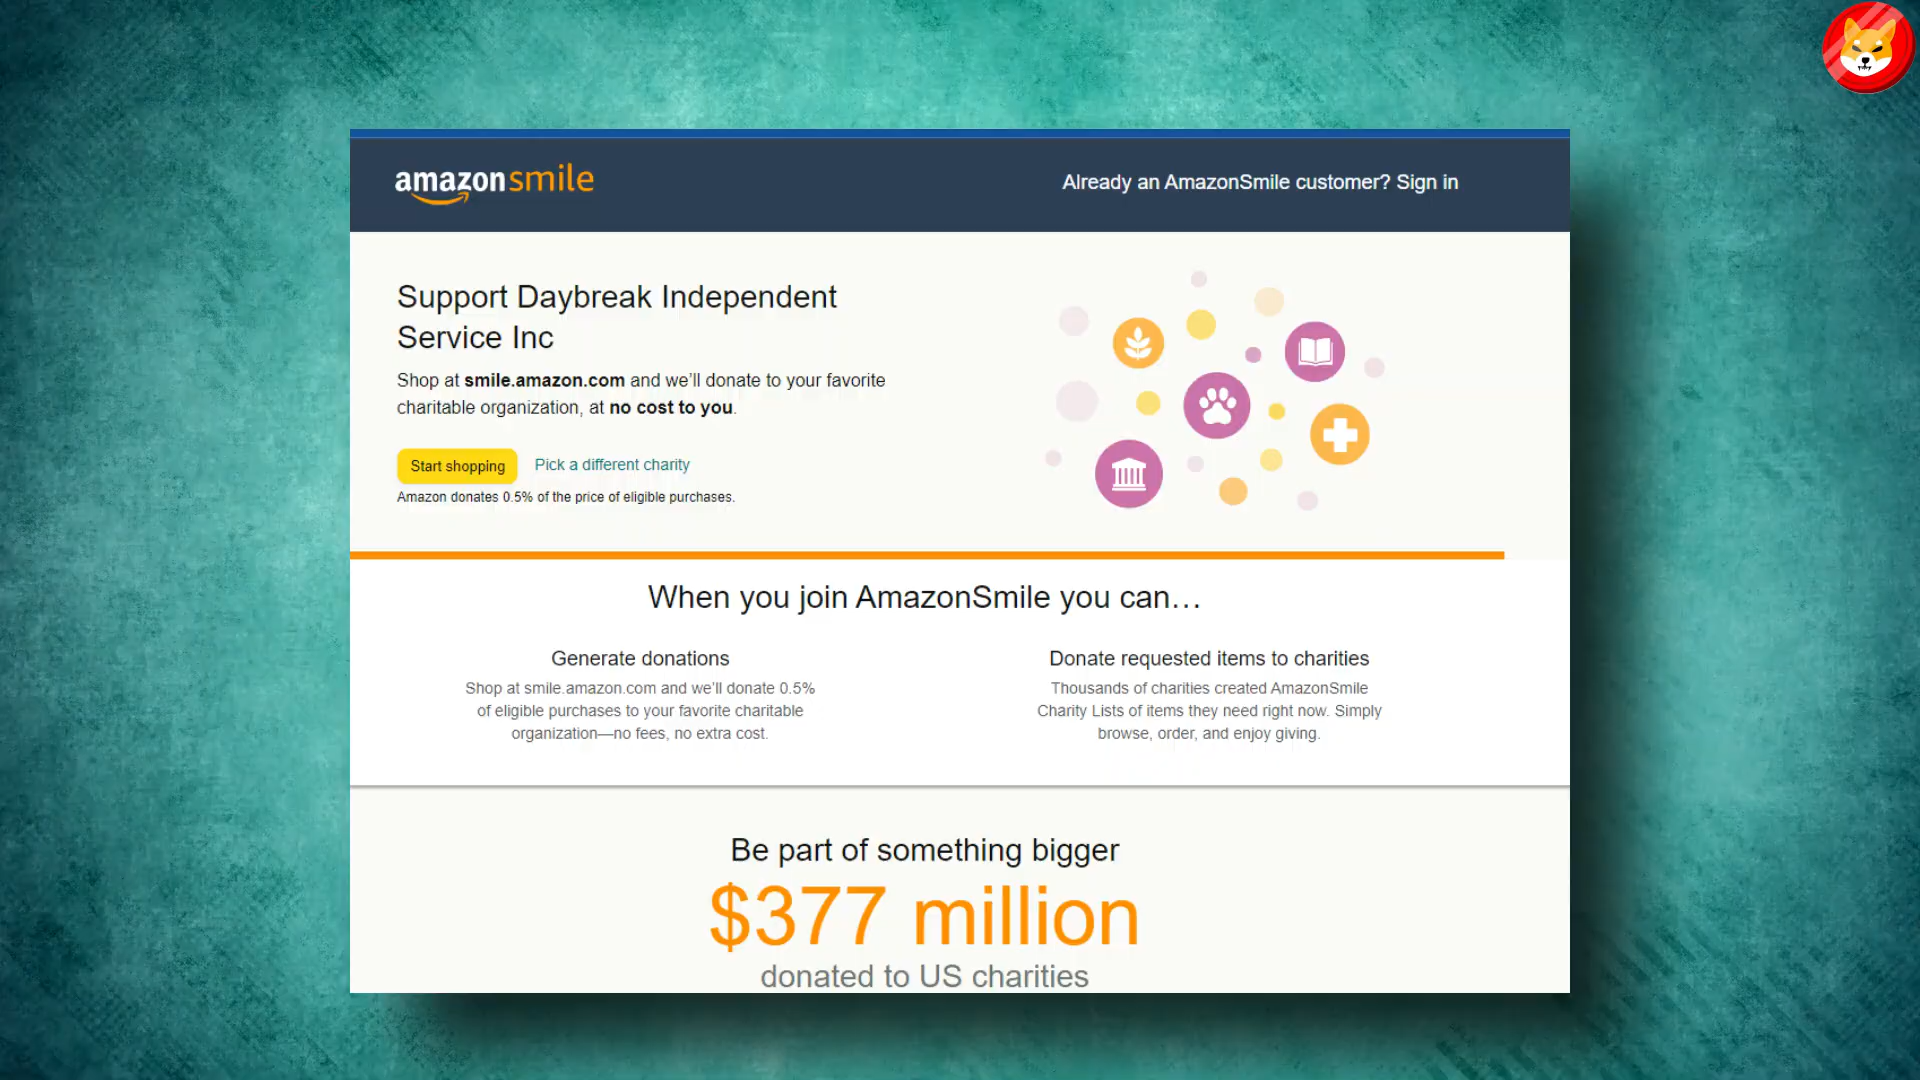 amazonsmile
Already an AmazonSmile customer? Sign in
Support Daybreak Independent
Service Inc
Shop at smile.amazon.com and we'll donate to your favorite
charitable organization, at no cost to you.
Start shopping
Pick a different charity
Amazon donates 0.5% of the price of eligible purchases.
When you join AmazonSmile you can…
Generate donations
Shop at smile.amazon.com and we'll donate 0.5%
of eligible purchases to your favorite charitable
organization—no fees, no extra cost.
Donate requested items to charities
Thousands of charities created AmazonSmile
Charity Lists of items they need right now. Simply
browse, order, and enjoy giving.
Be part of something bigger
$377 million
donated to US charities